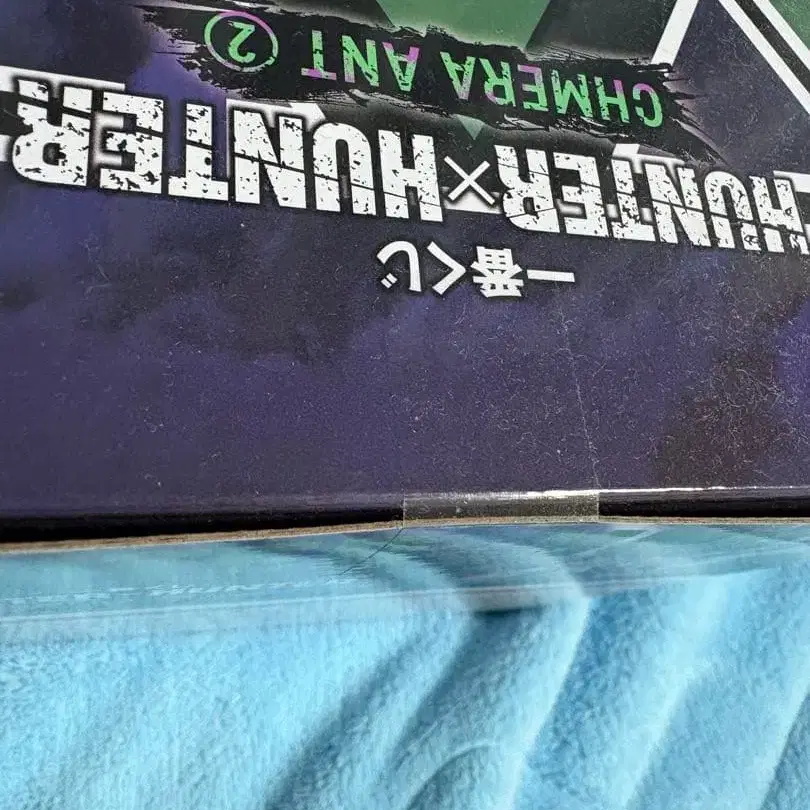 一番くじ
HUNTER×HUNTER
CHMERA ANT ②